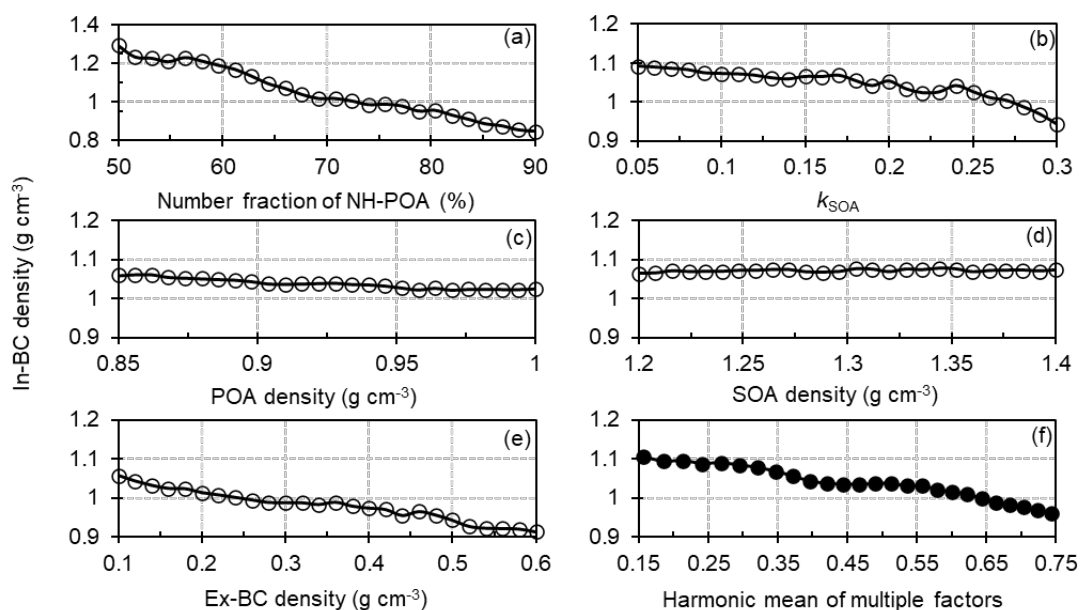 In-BC density (g cm⁻³)
(a)
1.4
1.2
1
0.8
50 60 70 80 90
Number fraction of NH-POA (%)
(b)
1.2
1.1
1
0.9
0.05 0.1 0.15 0.2 0.25 0.3
k_SOA
(c)
1.2
1.1
1
0.9
0.85 0.9 0.95 1
POA density (g cm⁻³)
(d)
1.2
1.1
1
0.9
1.2 1.25 1.3 1.35 1.4
SOA density (g cm⁻³)
(e)
1.2
1.1
1
0.9
0.1 0.2 0.3 0.4 0.5 0.6
Ex-BC density (g cm⁻³)
(f)
1.2
1.1
1
0.9
0.15 0.25 0.35 0.45 0.55 0.65 0.75
Harmonic mean of multiple factors